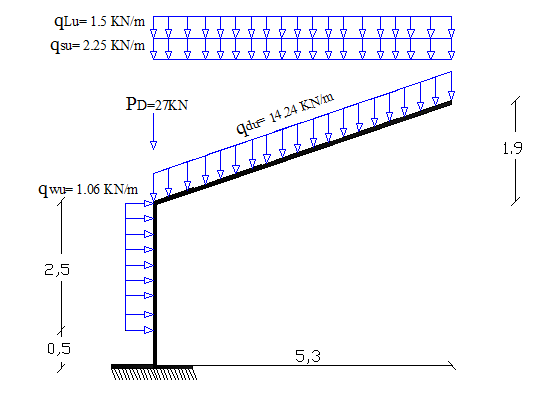 qLu= 1.5 KN/m
qsu= 2.25 KN/m
PD=27KN
qdu= 14,24 KN/m
1.9
qwu= 1.06 KN/m
2,5
0,5
5,3